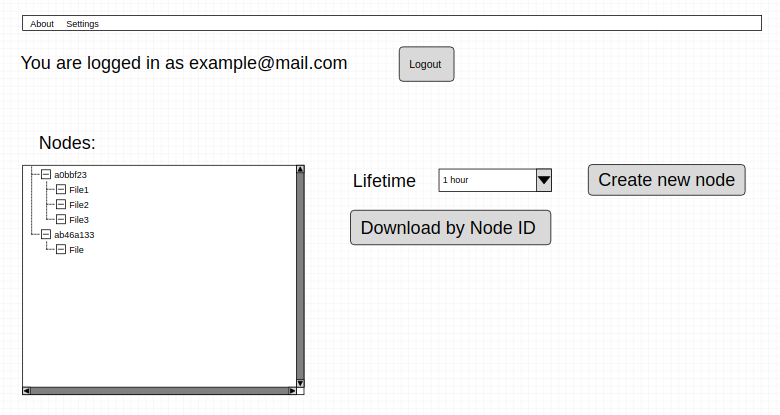 About Settings
You are logged in as example@mail.com
Logout
Nodes:
a0bbf23
File1
File2
File3
ab46a133
File
Lifetime
1 hour
Create new node
Download by Node ID